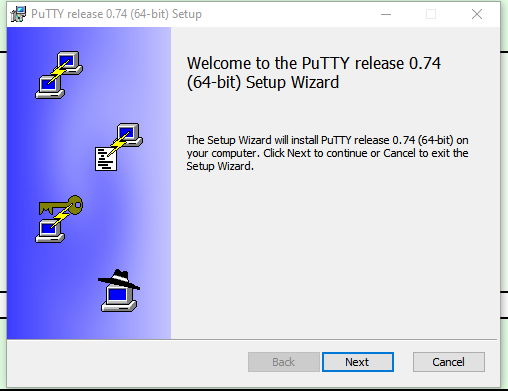 PuTTY release 0.74 (64-bit) Setup
Welcome to the PuTTY release 0.74
(64-bit) Setup Wizard
The Setup Wizard will install PuTTY release 0.74 (64-bit) on
your computer. Click Next to continue or Cancel to exit the
Setup Wizard.
Back
Next
Cancel